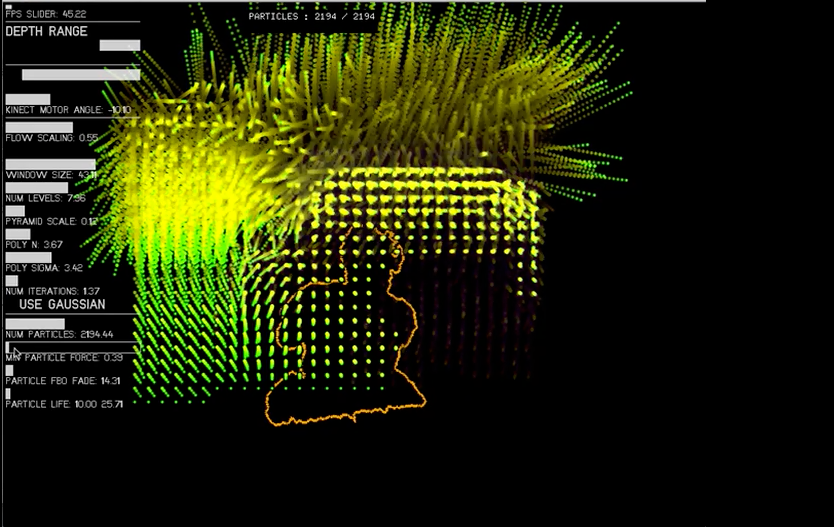 FPS SLIDER: 45.22
PARTICLES : 2194 / 2194
DEPTH RANGE
KINECT MOTOR ANGLE: -10.10
FLOW SCALING: 0.55
WINDOW SIZE: 43.11
NUM LEVELS: 7.96
PYRAMID SCALE: 0.12
POLY N: 3.67
POLY SIGMA: 3.42
NUM ITERATIONS: 1.37
USE GAUSSIAN
NUM PARTICLES: 2194.44
MIN PARTICLE FORCE: 0.39
PARTICLE FBO FADE: 14.31
PARTICLE LIFE: 10.00 25.71